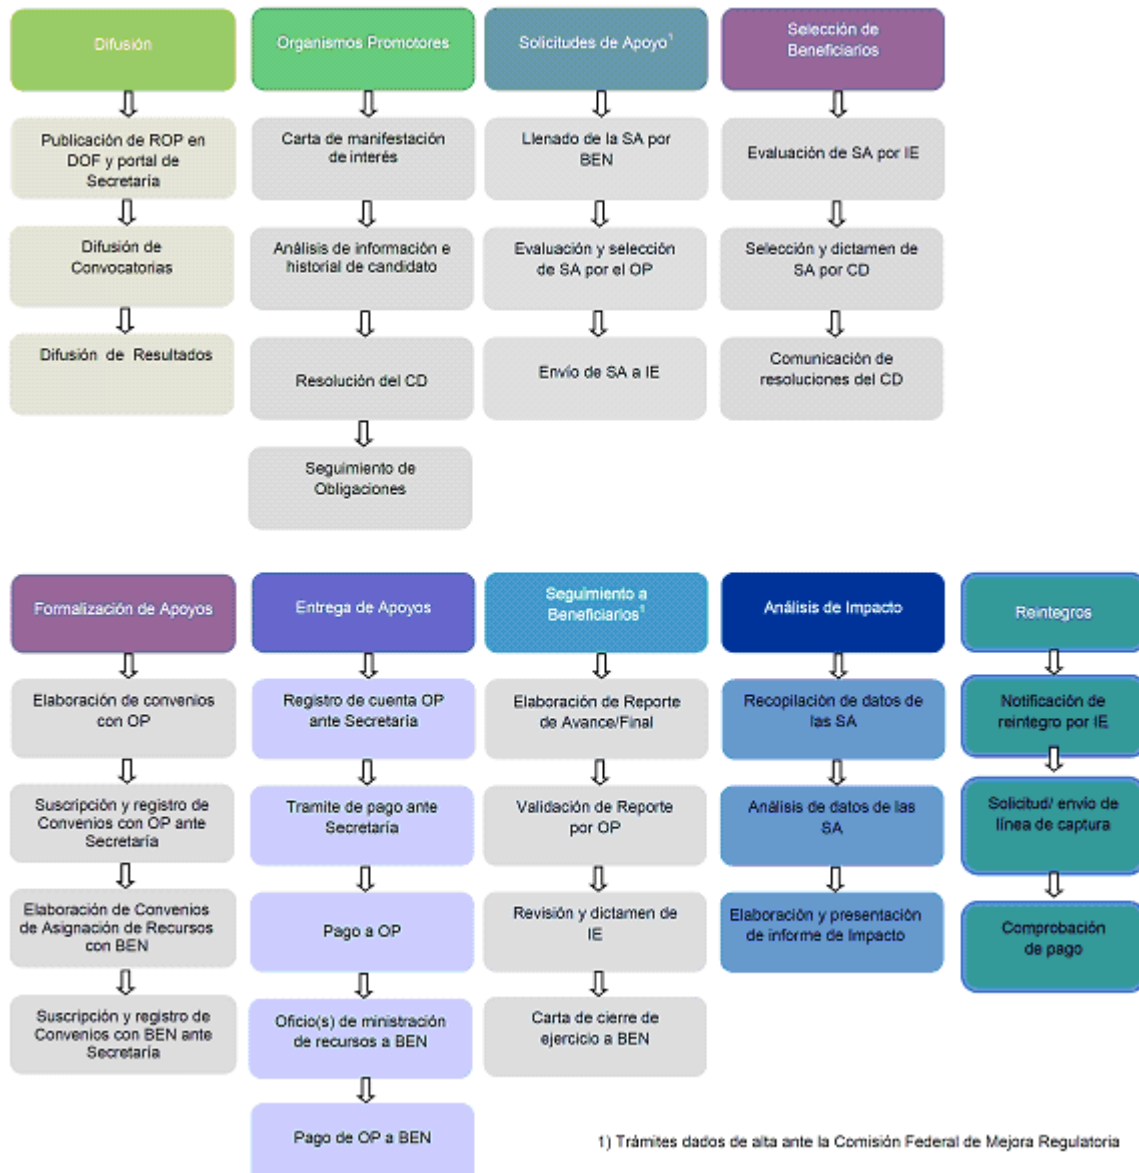 Difusión
Publicación de ROP en
DOF y portal de
Secretaría
Difusión de
Convocatorias
Difusión de Resultados
Organismos Promotores
Carta de manifestación
de interés
Análisis de información e
historial de candidato
Resolución del CD
Seguimiento de
Obligaciones
Solicitudes de Apoyo¹
Llenado de la SA por
BEN
Evaluación y selección
de SA por el OP
Envío de SA a IE
Selección de
Beneficiarios
Evaluación de SA por IE
Selección y dictamen de
SA por CD
Comunicación de
resoluciones del CD
Formalización de Apoyos
Elaboración de convenios
con OP
Suscripción y registro de
Convenios con OP ante
Secretaría
Elaboración de Convenios
de Asignación de Recursos
con BEN
Suscripción y registro de
Convenios con BEN ante
Secretaría
Entrega de Apoyos
Registro de cuenta OP
ante Secretaría
Tramite de pago ante
Secretaría
Pago a OP
Oficio(s) de ministración
de recursos a BEN
Pago de OP a BEN
Seguimiento a
Beneficiarios¹
Elaboración de Reporte
de Avance/Final
Validación de Reporte
por OP
Revisión y dictamen de
IE
Carta de cierre de
ejercicio a BEN
Análisis de Impacto
Recopilación de datos de
las SA
Análisis de datos de las
SA
Elaboración y presentación
de informe de Impacto
Reintegros
Notificación de
reintegro por IE
Solicitud/ envío de
línea de captura
Comprobación
de pago
1) Trámites dados de alta ante la Comisión Federal de Mejora Regulatoria